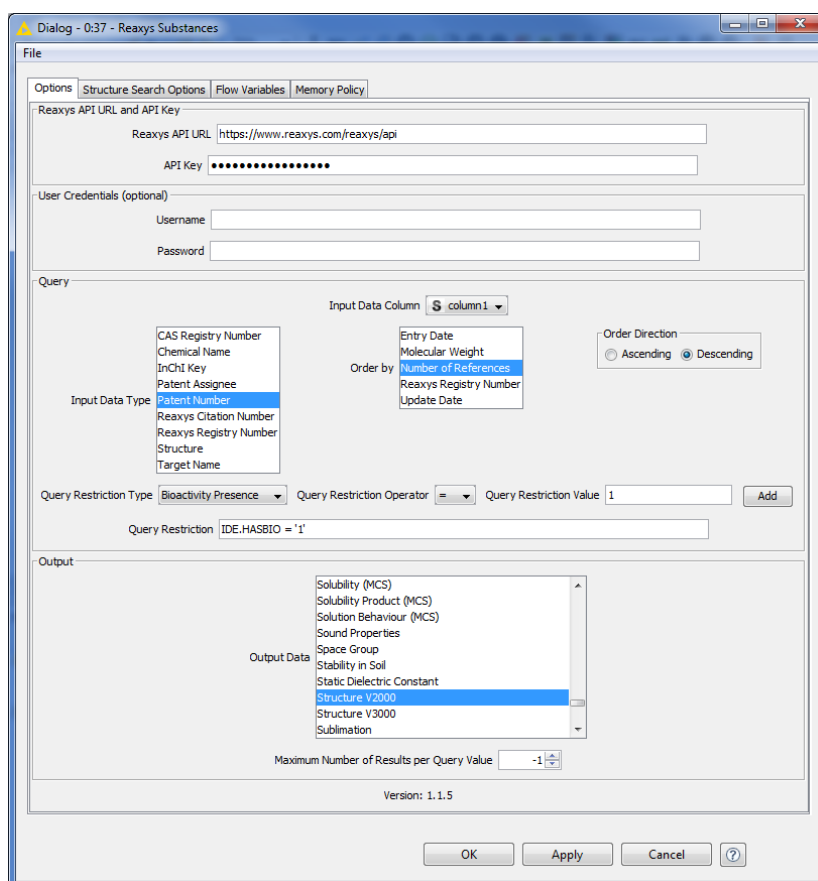 Dialog - 0:37 - Reaxys Substances
File
Options Structure Search Options Flow Variables Memory Policy
Reaxys API URL and API Key
Reaxys API URL https://www.reaxys.com/reaxys/api
API Key •••••••••••••••••
User Credentials (optional)
Username
Password
Query
Input Data Column S column1
CAS Registry Number
Chemical Name
InChI Key
Patent Assignee
Input Data Type Patent Number
Reaxys Citation Number
Reaxys Registry Number
Structure
Target Name
Entry Date
Molecular Weight
Order by Number of References
Reaxys Registry Number
Update Date
Order Direction
Ascending Descending
Query Restriction Type Bioactivity Presence Query Restriction Operator = Query Restriction Value 1 Add
Query Restriction IDE.HASBIO = '1'
Output
Solubility (MCS)
Solubility Product (MCS)
Solution Behaviour (MCS)
Sound Properties
Space Group
Output Data Stability in Soil
Static Dielectric Constant
Structure V2000
Structure V3000
Sublimation
Maximum Number of Results per Query Value -1
Version: 1.1.5
OK Apply Cancel ?